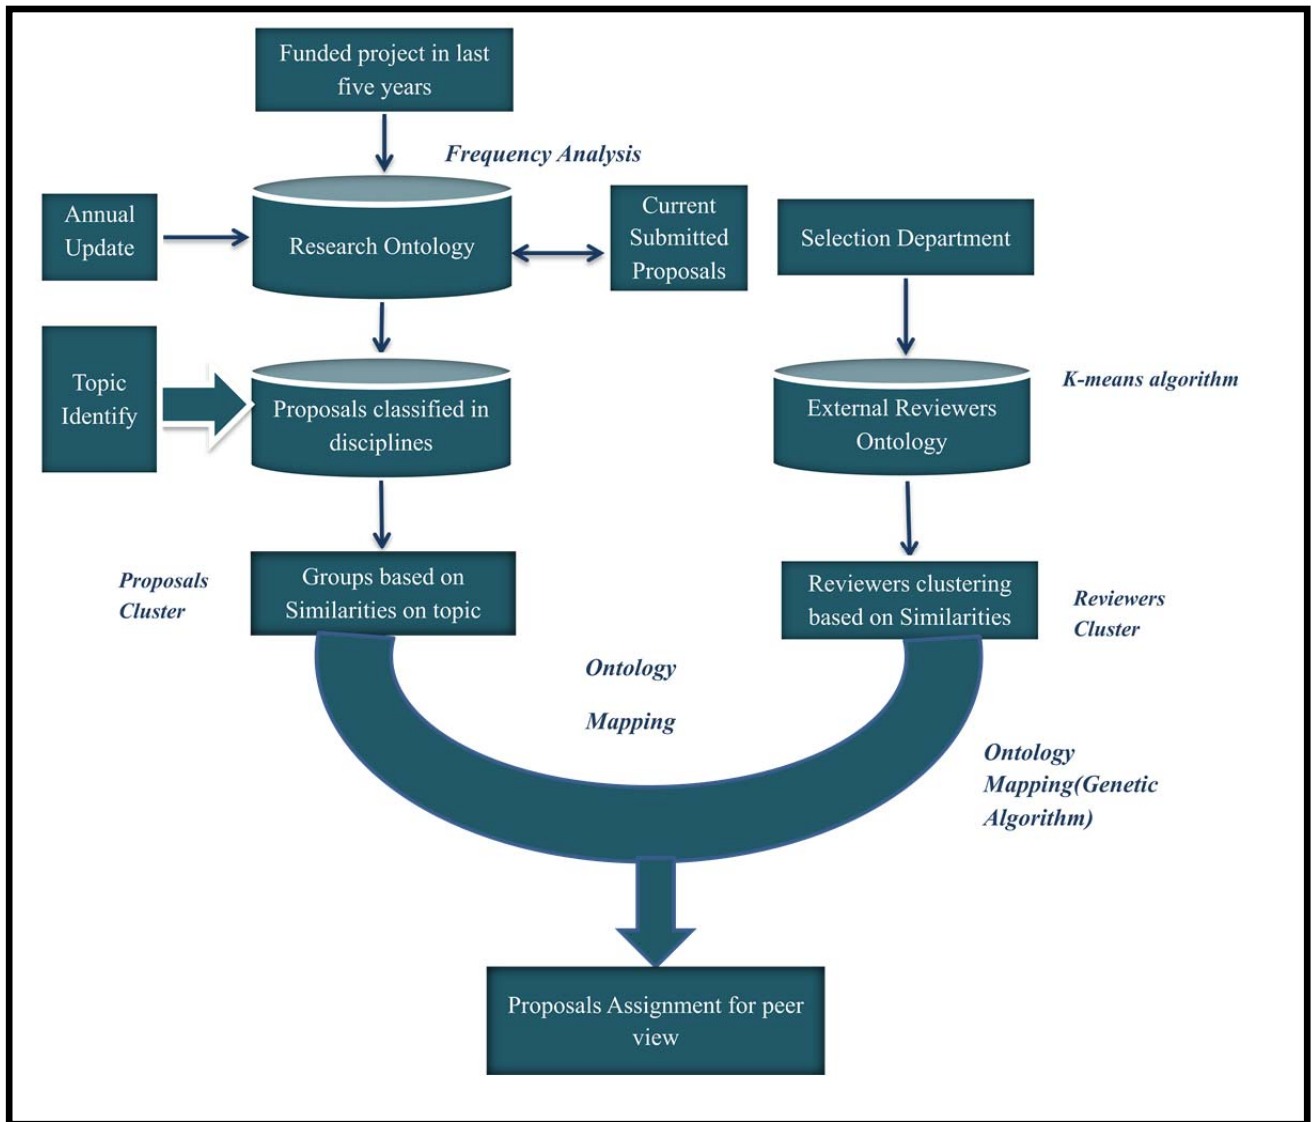 Funded project in last
five years
Frequency Analysis
Annual
Update
Research Ontology
Current
Submitted
Proposals
Selection Department
Topic
Identify
Proposals classified in
disciplines
External Reviewers
Ontology
K-means algorithm
Proposals
Cluster
Groups based on
Similarities on topic
Reviewers clustering
based on Similarities
Reviewers
Cluster
Ontology
Mapping
Ontology
Mapping(Genetic
Algorithm)
Proposals Assignment for peer
view